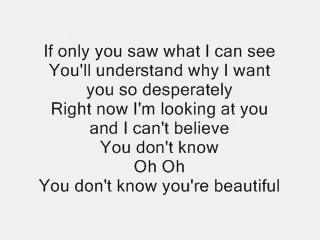 If only you saw what I can see
You'll understand why I want
you so desperately
Right now I'm looking at you
and I can't believe
You don't know
Oh Oh
You don't know you're beautiful